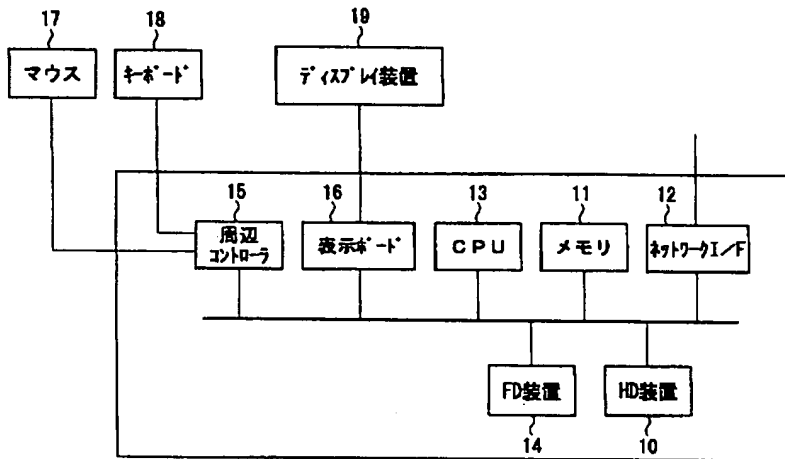 17
18
19
マウス
キーボード
ディスプレイ装置
15
16
13
11
12
周辺
コントローラ
表示ボード
CPU
メモリ
ネットワークI/F
FD装置
HD装置
14
10